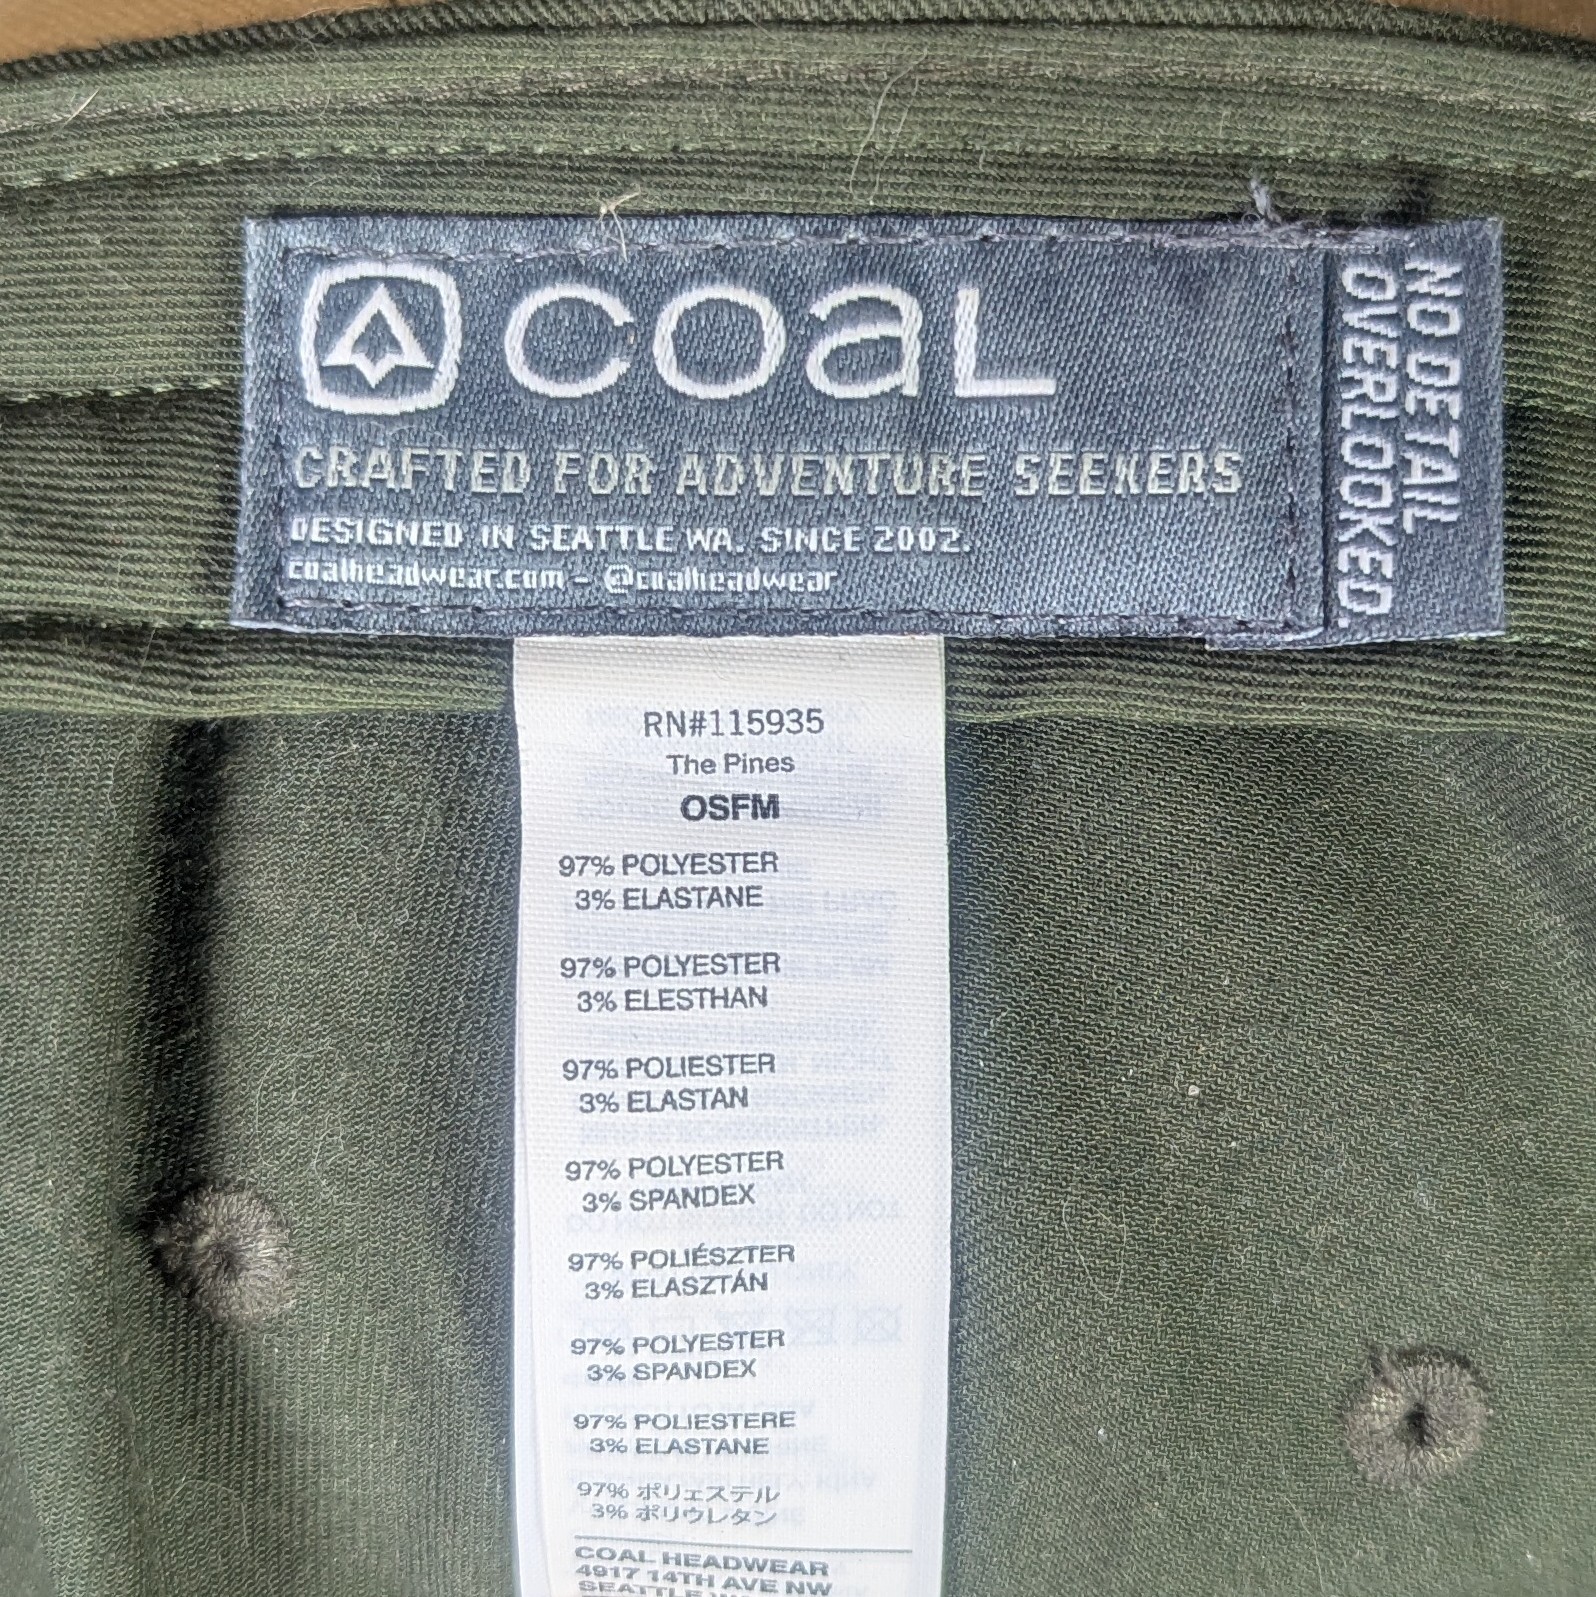 coaL
CRAFTED FOR ADVENTURE SEEKERS
DESIGNED IN SEATTLE WA. SINCE 2002.
coalheadwear.com - @coalheadwear
NO DETAIL
OVERLOOKED.
RN#115935
The Pines
OSFM
97% POLYESTER
3% ELASTANE
97% POLYESTER
3% ELESTHAN
97% POLIESTER
3% ELASTAN
97% POLYESTER
3% SPANDEX
97% POLIÉSZTER
3% ELASZTÁN
97% POLYESTER
3% SPANDEX
97% POLIESTERE
3% ELASTANE
97% ポリエステル
3% ポリウレタン
COAL HEADWEAR
4917 14TH AVE NW
SEATTLE